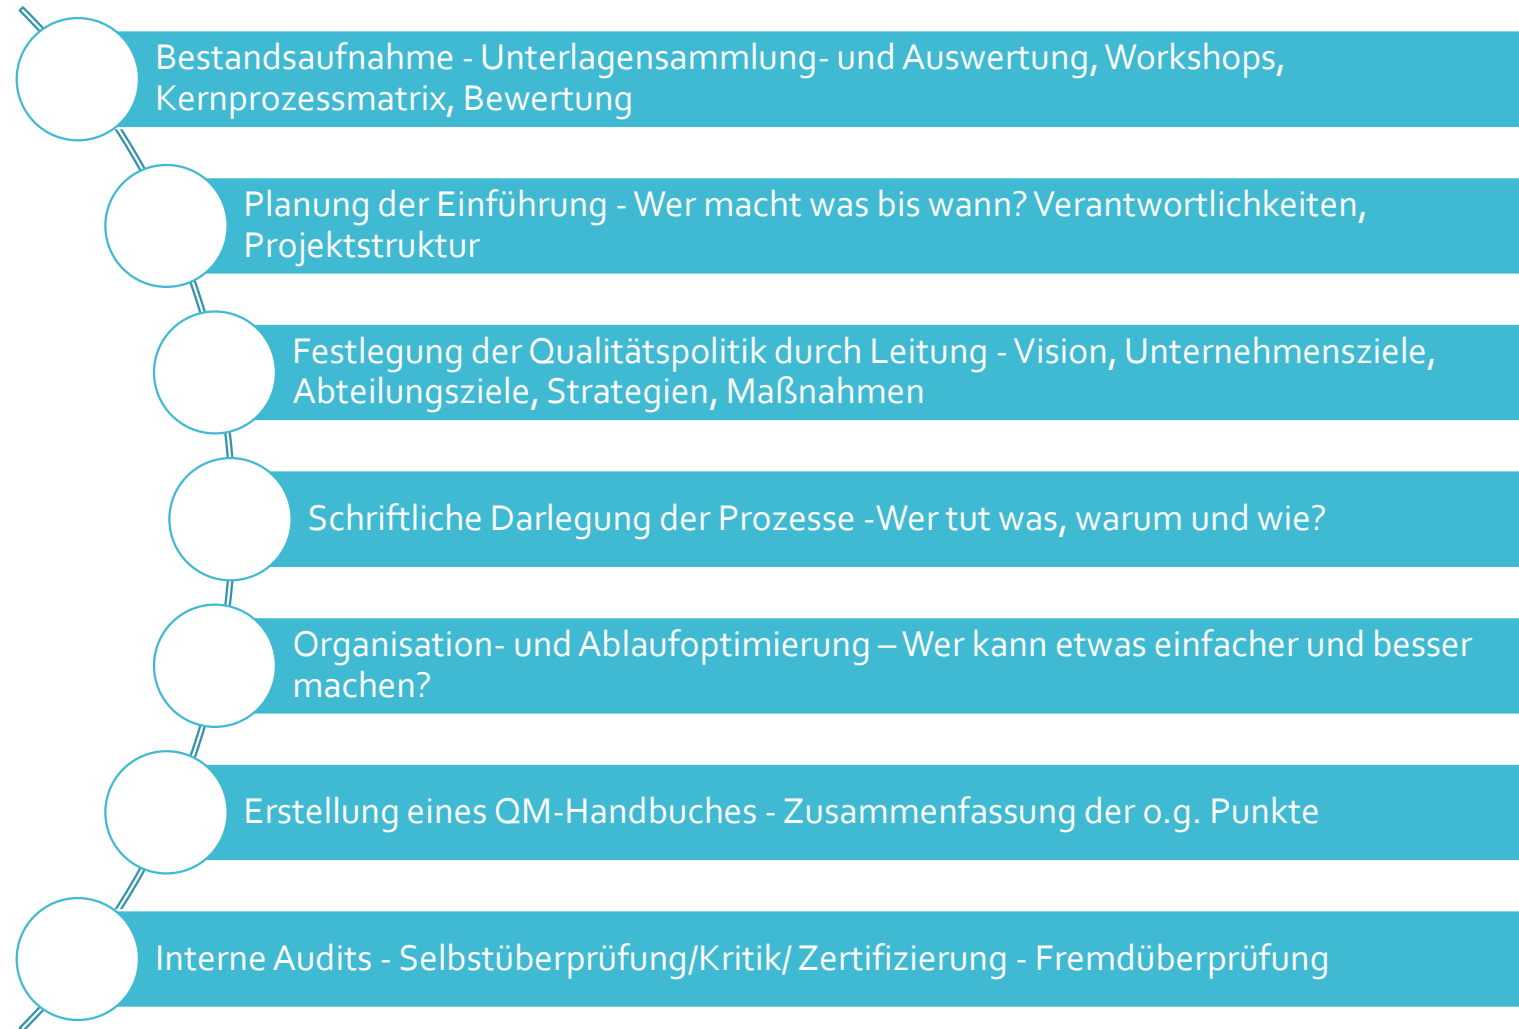 Bestandsaufnahme - Unterlagensammlung- und Auswertung, Workshops,
Kernprozessmatrix, Bewertung
Planung der Einführung - Wer macht was bis wann? Verantwortlichkeiten,
Projektstruktur
Festlegung der Qualitätspolitik durch Leitung - Vision, Unternehmensziele,
Abteilungsziele, Strategien, Maßnahmen
Schriftliche Darlegung der Prozesse -Wer tut was, warum und wie?
Organisation- und Ablaufoptimierung – Wer kann etwas einfacher und besser
machen?
Erstellung eines QM-Handbuches - Zusammenfassung der o.g. Punkte
Interne Audits - Selbstüberprüfung/Kritik/ Zertifizierung - Fremdüberprüfung